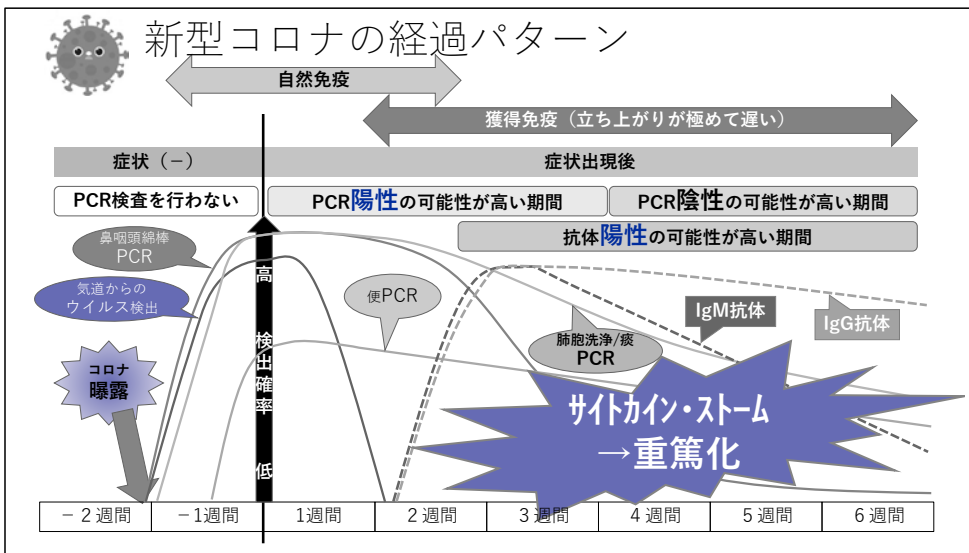 新型コロナの経過パターン
自然免疫
獲得免疫（立ち上がりが極めて遅い）
症状（−）
症状出現後
PCR検査を行わない
PCR陽性の可能性が高い期間
PCR陰性の可能性が高い期間
抗体陽性の可能性が高い期間
鼻咽頭綿棒
PCR
気道からの
ウイルス検出
コロナ
曝露
高 検出確率 低
便PCR
肺胞洗浄/痰
PCR
IgM抗体
IgG抗体
サイトカイン・ストーム
→重篤化
−２週間
−1週間
1週間
２週間
３週間
４週間
５週間
６週間